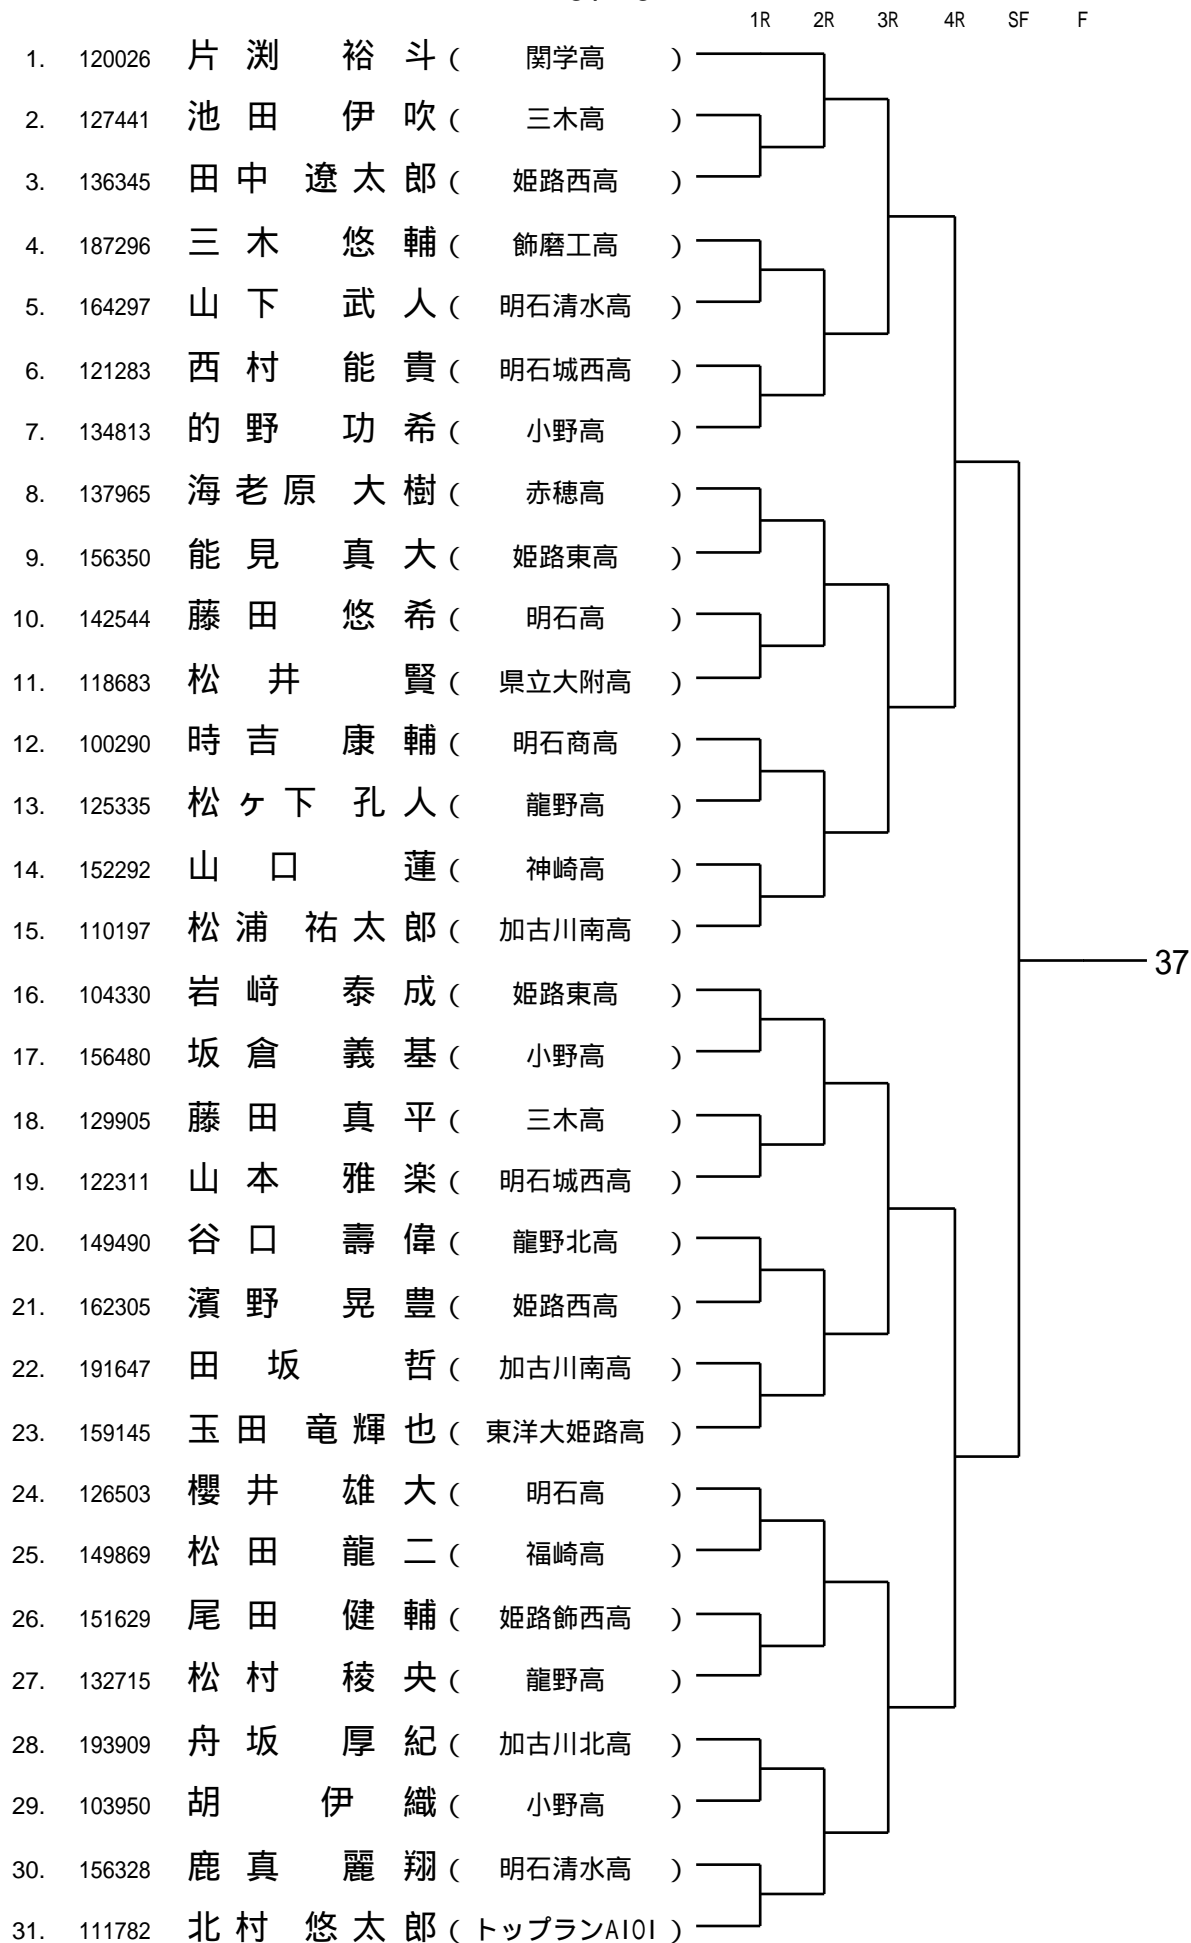 1R 2R 3R 4R SF F
1. 120026 片渕 裕斗 ( 関学高 )
2. 127441 池田 伊吹 ( 三木高 )
3. 136345 田中 遼太郎 ( 姫路西高 )
4. 187296 三木 悠輔 ( 飾磨工高 )
5. 164297 山下 武人 ( 明石清水高 )
6. 121283 西村 能貴 ( 明石城西高 )
7. 134813 的野 功希 ( 小野高 )
8. 137965 海老原 大樹 ( 赤穂高 )
9. 156350 能見 真大 ( 姫路東高 )
10. 142544 藤田 悠希 ( 明石高 )
11. 118683 松井 賢 ( 県立大附高 )
12. 100290 時吉 康輔 ( 明石商高 )
13. 125335 松ヶ下 孔人 ( 龍野高 )
14. 152292 山口 蓮 ( 神崎高 )
15. 110197 松浦 祐太郎 ( 加古川南高 )
37
16. 104330 岩﨑 泰成 ( 姫路東高 )
17. 156480 坂倉 義基 ( 小野高 )
18. 129905 藤田 真平 ( 三木高 )
19. 122311 山本 雅楽 ( 明石城西高 )
20. 149490 谷口 壽偉 ( 龍野北高 )
21. 162305 濱野 晃豊 ( 姫路西高 )
22. 191647 田坂 哲 ( 加古川南高 )
23. 159145 玉田 竜輝也 ( 東洋大姫路高 )
24. 126503 櫻井 雄大 ( 明石高 )
25. 149869 松田 龍二 ( 福崎高 )
26. 151629 尾田 健輔 ( 姫路飾西高 )
27. 132715 松村 稜央 ( 龍野高 )
28. 193909 舟坂 厚紀 ( 加古川北高 )
29. 103950 胡 伊織 ( 小野高 )
30. 156328 鹿真 麗翔 ( 明石清水高 )
31. 111782 北村 悠太郎 ( トップランAIOI )